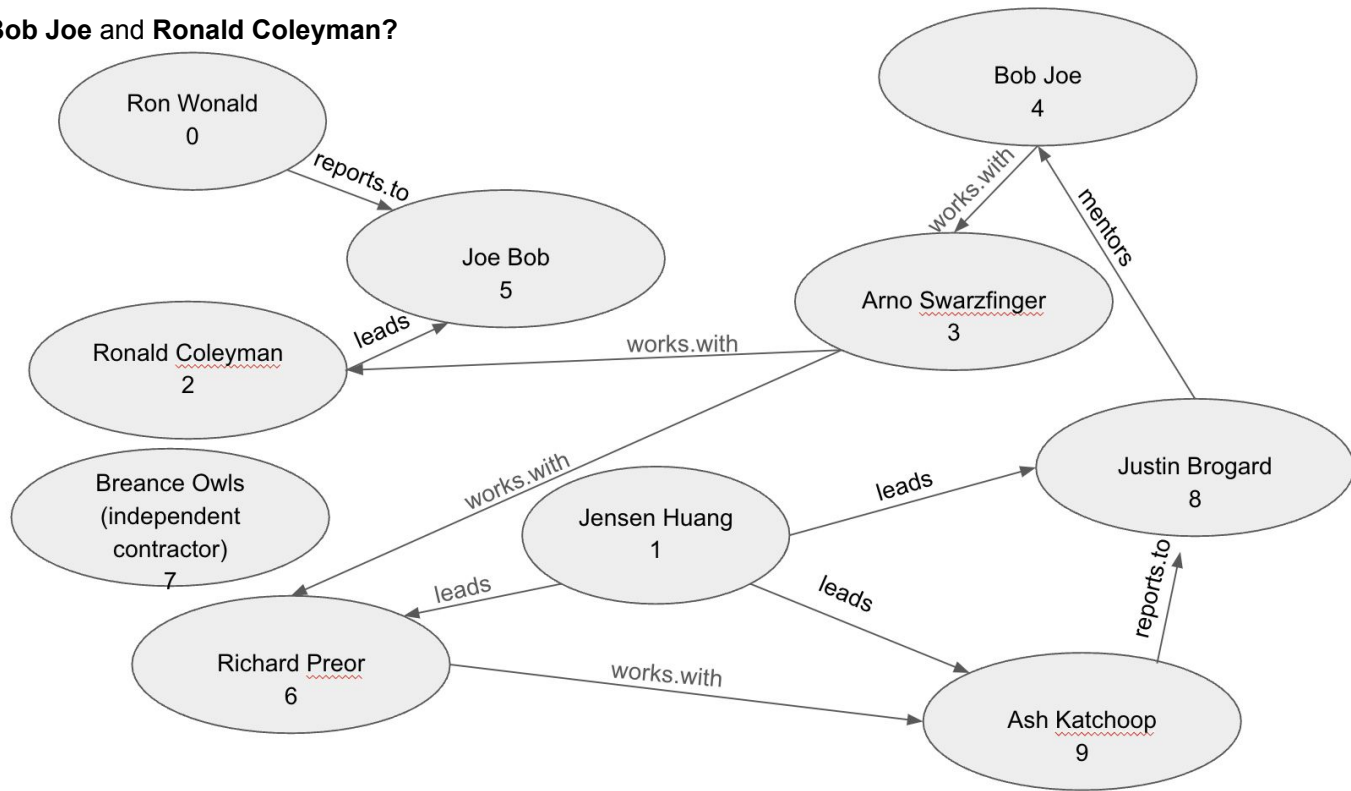 Bob Joe and Ronald Coleyman?
Ron Wonald
0
reports.to
Joe Bob
5
Bob Joe
4
works.with
mentors
Arno Swarzfinger
3
leads
works.with
Ronald Coleyman
2
works.with
Breance Owls
(independent
contractor)
7
Jensen Huang
1
leads
Justin Brogard
8
leads
leads
reports.to
Richard Preor
6
works.with
Ash Katchoop
9